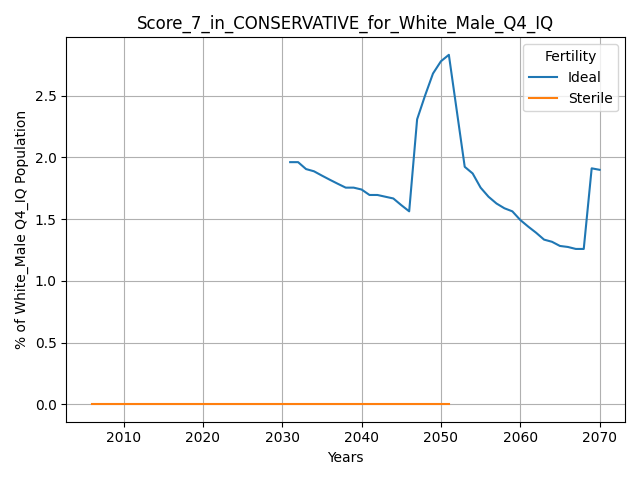 Score_7_in_CONSERVATIVE_for_White_Male_Q4_IQ
Fertility
Ideal
Sterile
% of White_Male Q4_IQ Population
2.5
2.0
1.5
1.0
0.5
0.0
2010 2020 2030 2040 2050 2060 2070
Years